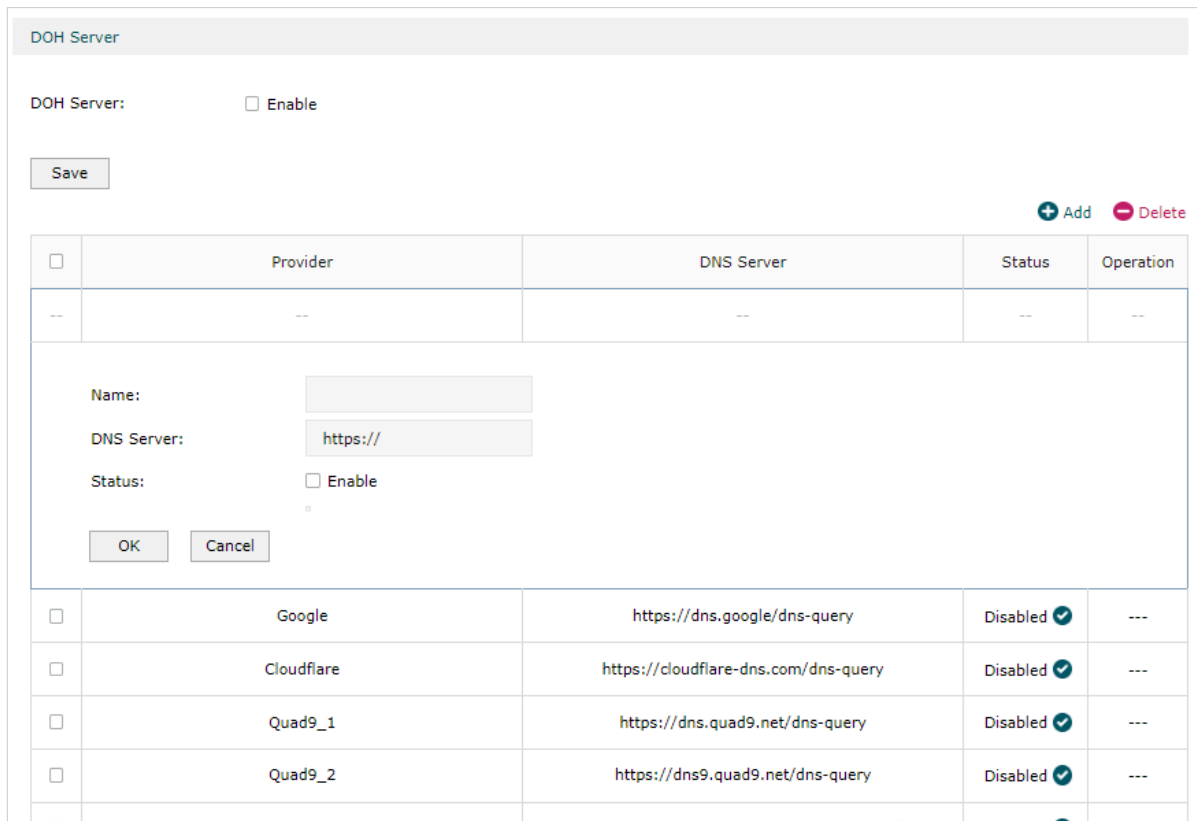 DOH Server
DOH Server: Enable
Save
Add Delete
Provider DNS Server Status Operation
-- -- -- -- --
Name:
DNS Server: https://
Status: Enable
OK Cancel
Google https://dns.google/dns-query Disabled ---
Cloudflare https://cloudflare-dns.com/dns-query Disabled ---
Quad9_1 https://dns.quad9.net/dns-query Disabled ---
Quad9_2 https://dns9.quad9.net/dns-query Disabled ---